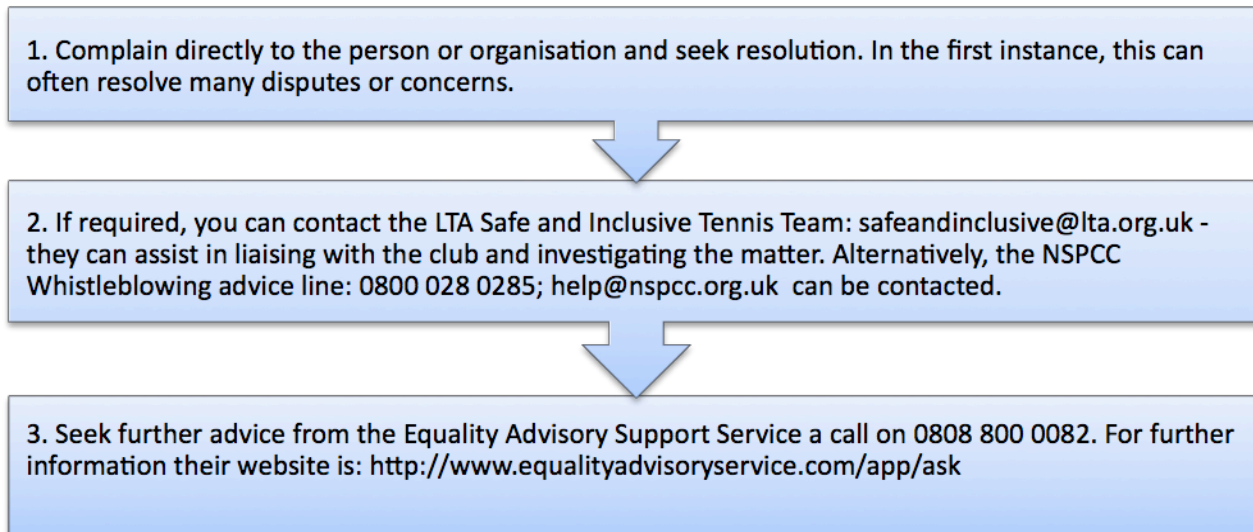 1. Complain directly to the person or organisation and seek resolution. In the first instance, this can
often resolve many disputes or concerns.
2. If required, you can contact the LTA Safe and Inclusive Tennis Team: safeandinclusive@lta.org.uk -
they can assist in liaising with the club and investigating the matter. Alternatively, the NSPCC
Whistleblowing advice line: 0800 028 0285; help@nspcc.org.uk  can be contacted.
3. Seek further advice from the Equality Advisory Support Service a call on 0808 800 0082. For further
information their website is: http://www.equalityadvisoryservice.com/app/ask